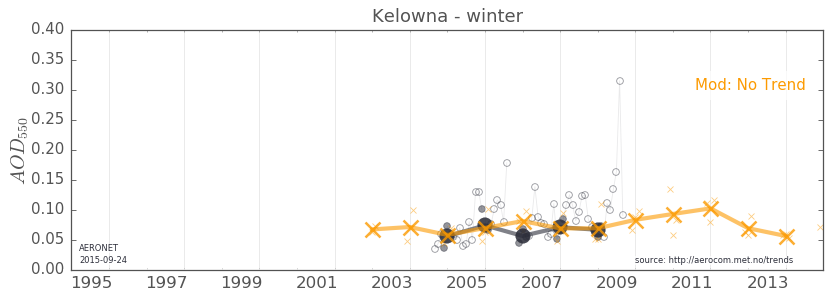 Kelowna - winter
0.40
0.35
0.30
0.25
0.20
0.15
0.10
0.05
0.00
AOD550
Mod: No Trend
AERONET
2015-09-24
source: http://aerocom.met.no/trends
1995 1997 1999 2001 2003 2005 2007 2009 2011 2013